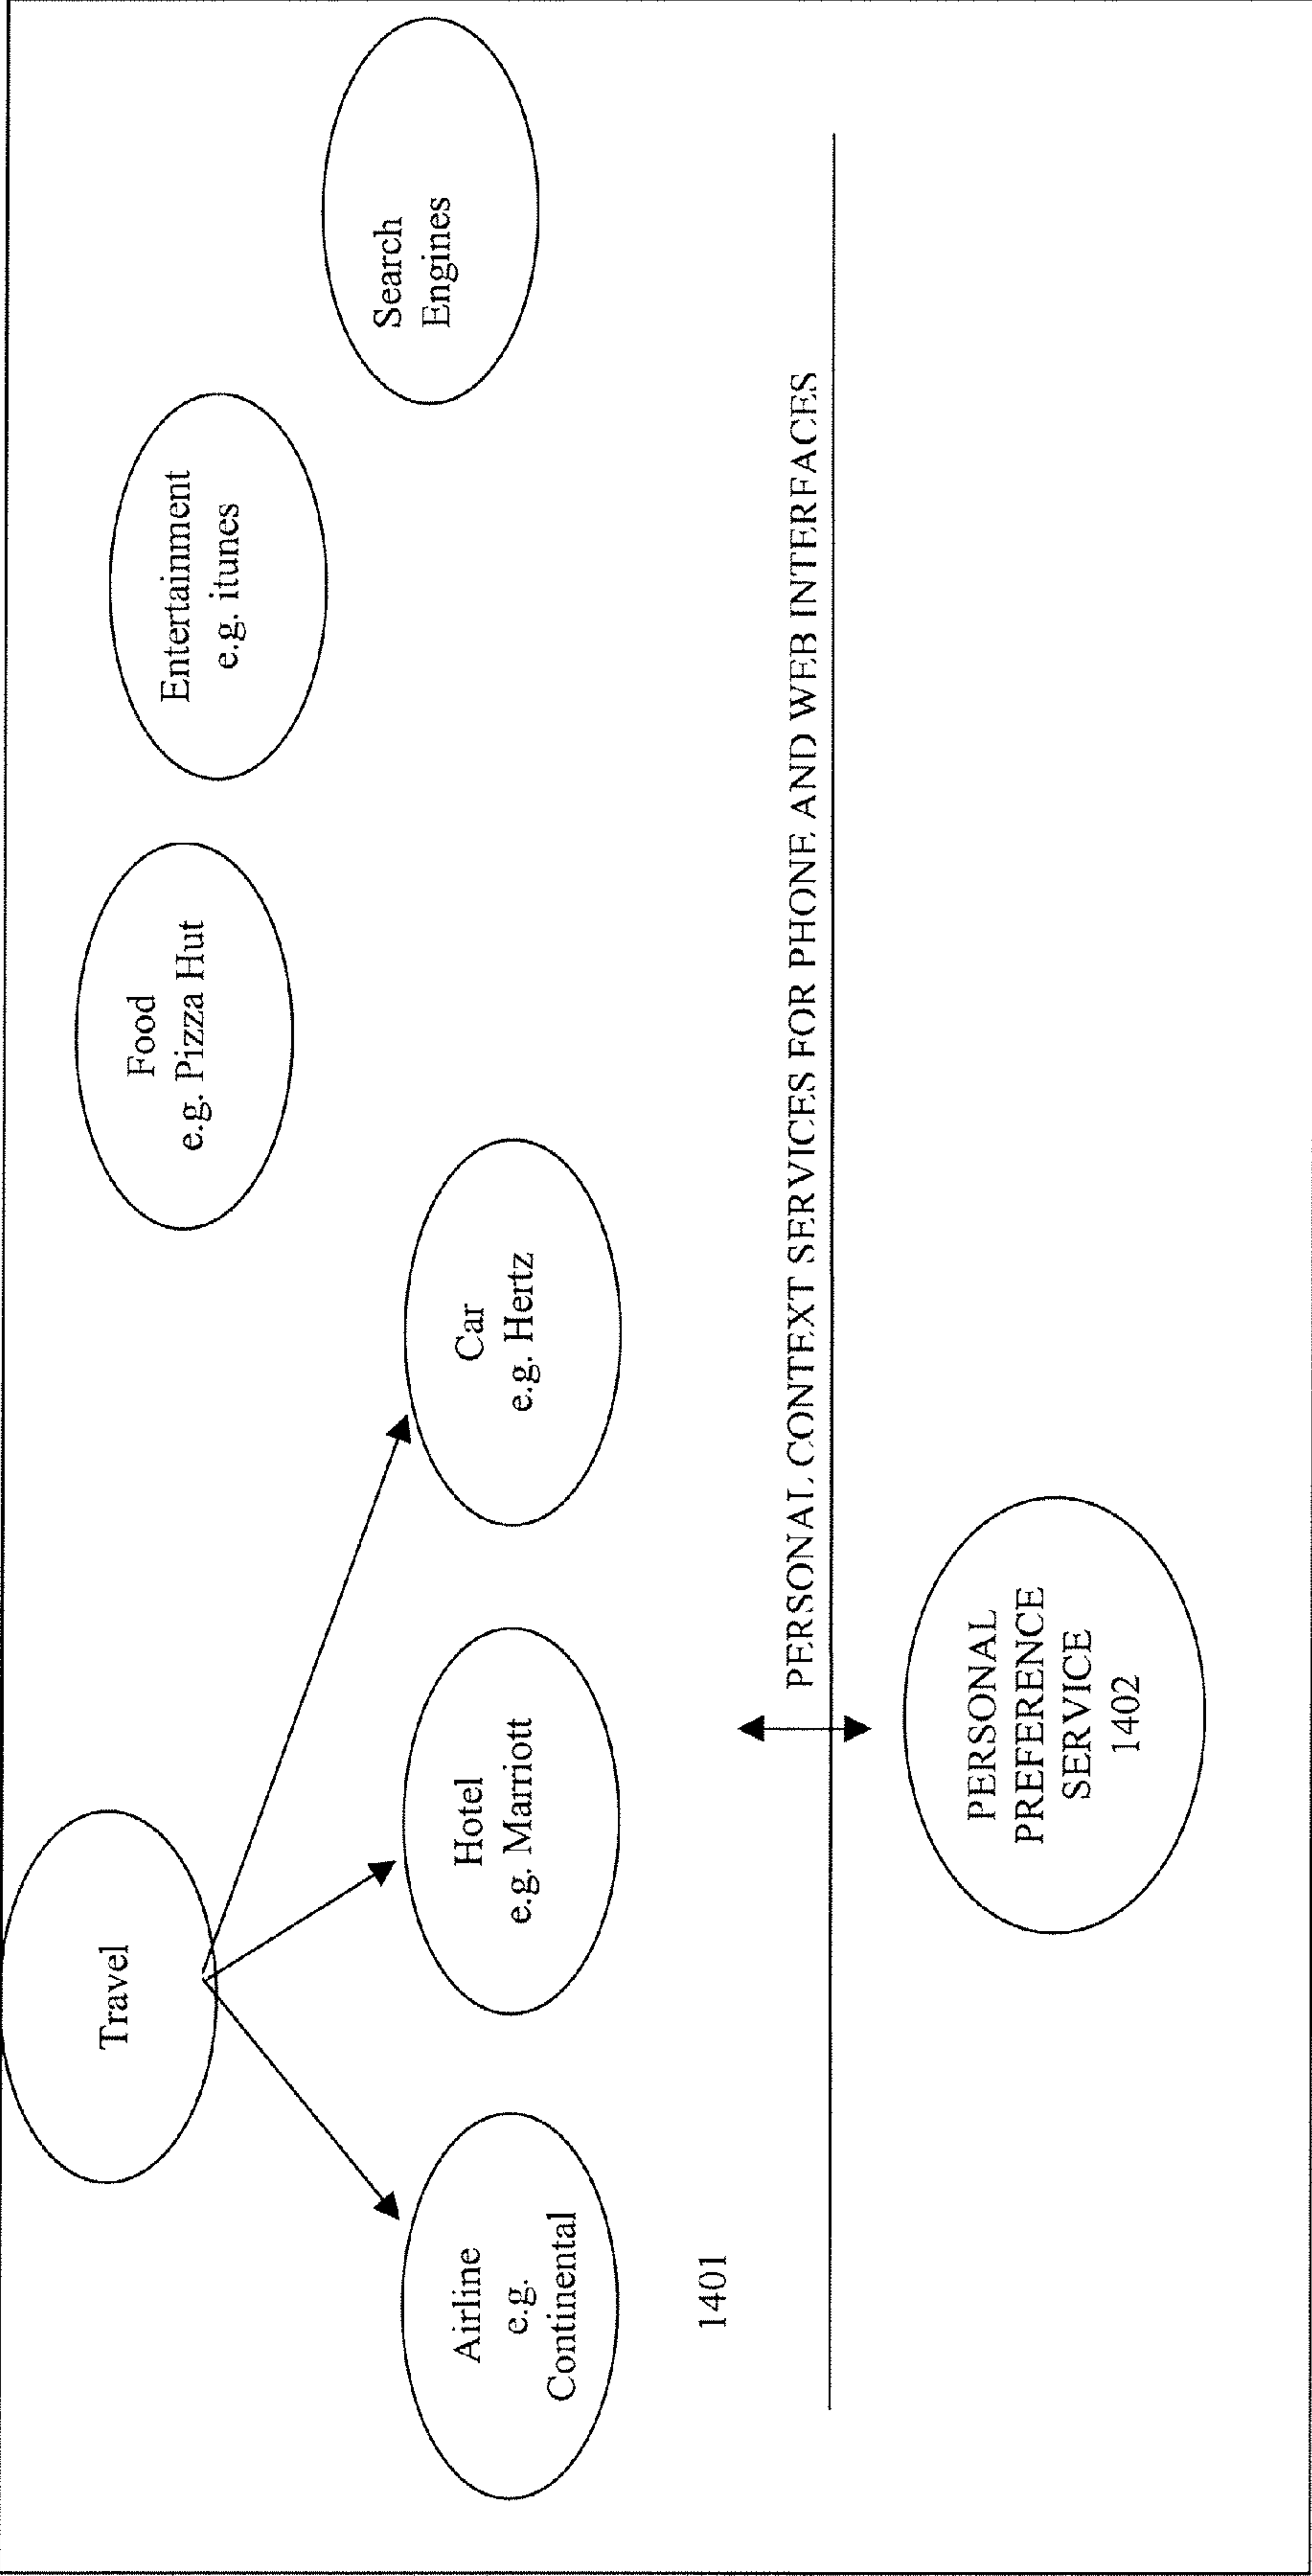 Travel
Food
e.g. Pizza Hut
Entertainment
e.g. itunes
Search
Engines
Airline
e.g.
Continental
Hotel
e.g. Marriott
Car
e.g. Hertz
1401
PERSONAL CONTEXT SERVICES FOR PHONE AND WEB INTERFACES
PERSONAL
PREFERENCE
SERVICE
1402